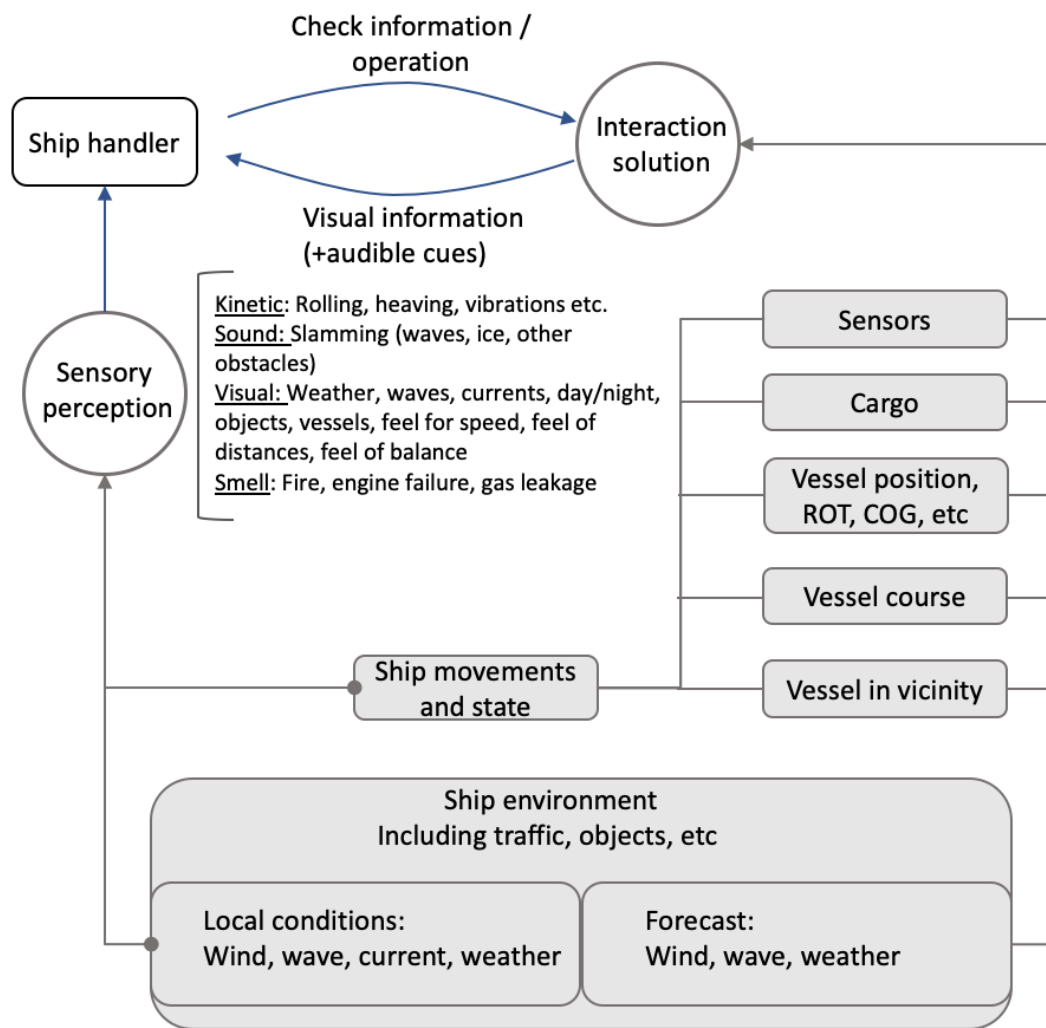 Check information /
operation
Ship handler
Interaction
solution
Visual information
(+audible cues)
Sensory
perception
Kinetic: Rolling, heaving, vibrations etc.
Sound: Slamming (waves, ice, other
obstacles)
Visual: Weather, waves, currents, day/night,
objects, vessels, feel for speed, feel of
distances, feel of balance
Smell: Fire, engine failure, gas leakage
Sensors
Cargo
Vessel position,
ROT, COG, etc
Vessel course
Vessel in vicinity
Ship movements
and state
Ship environment
Including traffic, objects, etc
Local conditions:
Wind, wave, current, weather
Forecast:
Wind, wave, weather